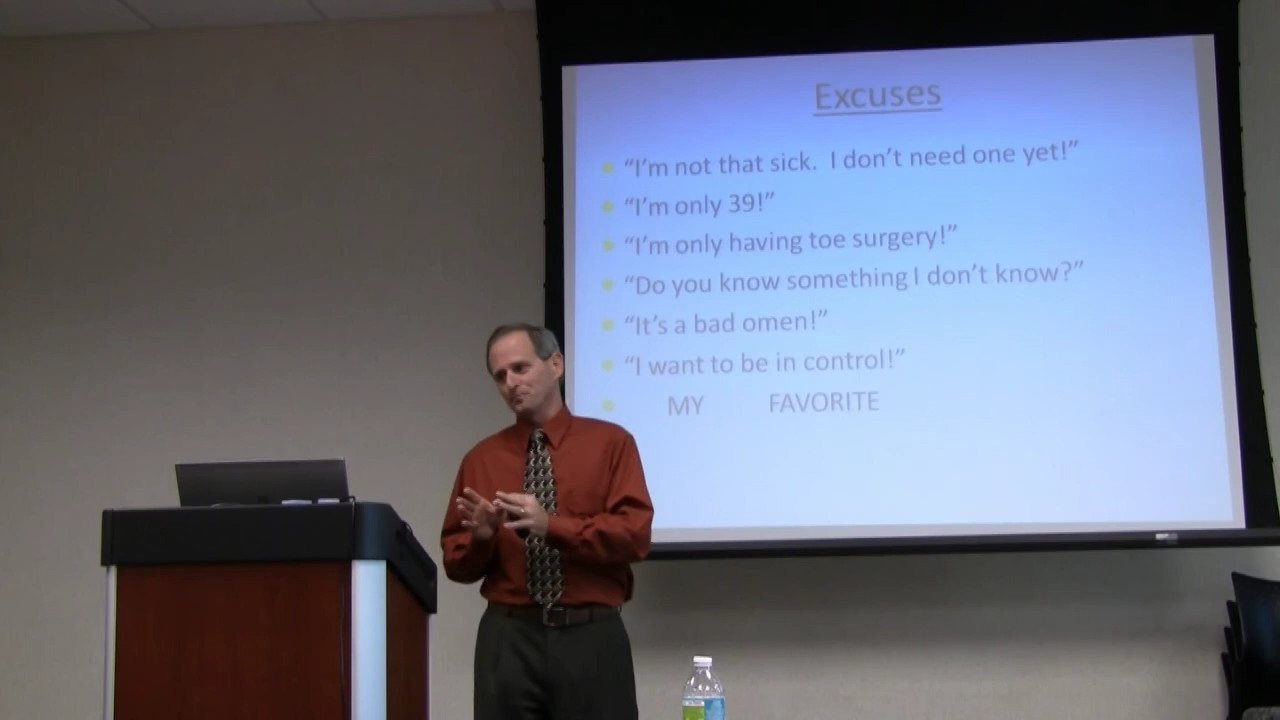 Excuses
“I’m not that sick.  I don’t need one yet!”
“I’m only 39!”
“I’m only having toe surgery!”
“Do you know something I don’t know?”
“It’s a bad omen!”
“I want to be in control!”
MY FAVORITE